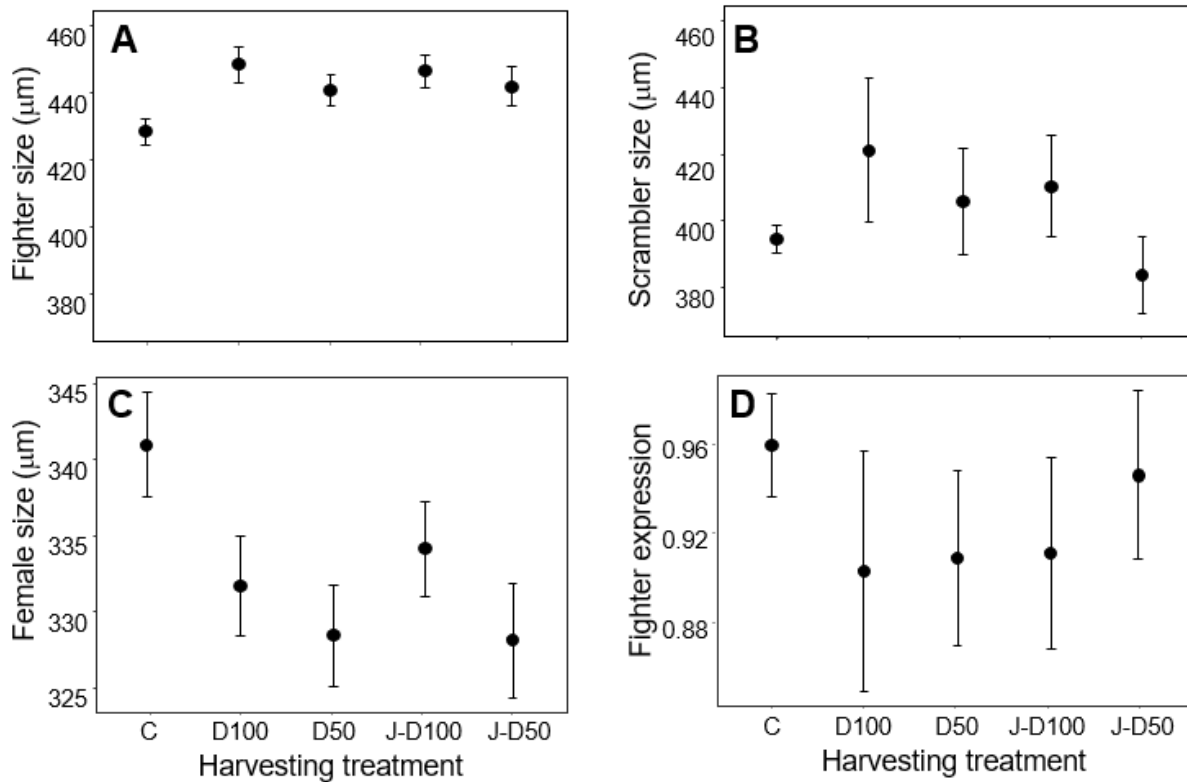 A
Fighter size (μm)
460
440
420
400
380
B
Scrambler size (μm)
460
440
420
400
380
C
Female size (μm)
345
340
335
330
325
C D100 D50 J-D100 J-D50
Harvesting treatment
D
Fighter expression
0.96
0.92
0.88
C D100 D50 J-D100 J-D50
Harvesting treatment